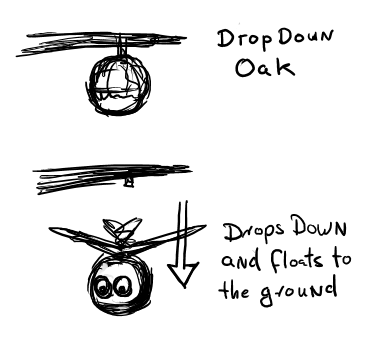 Drop Down
Oak
Drops Down
and floats to
the ground